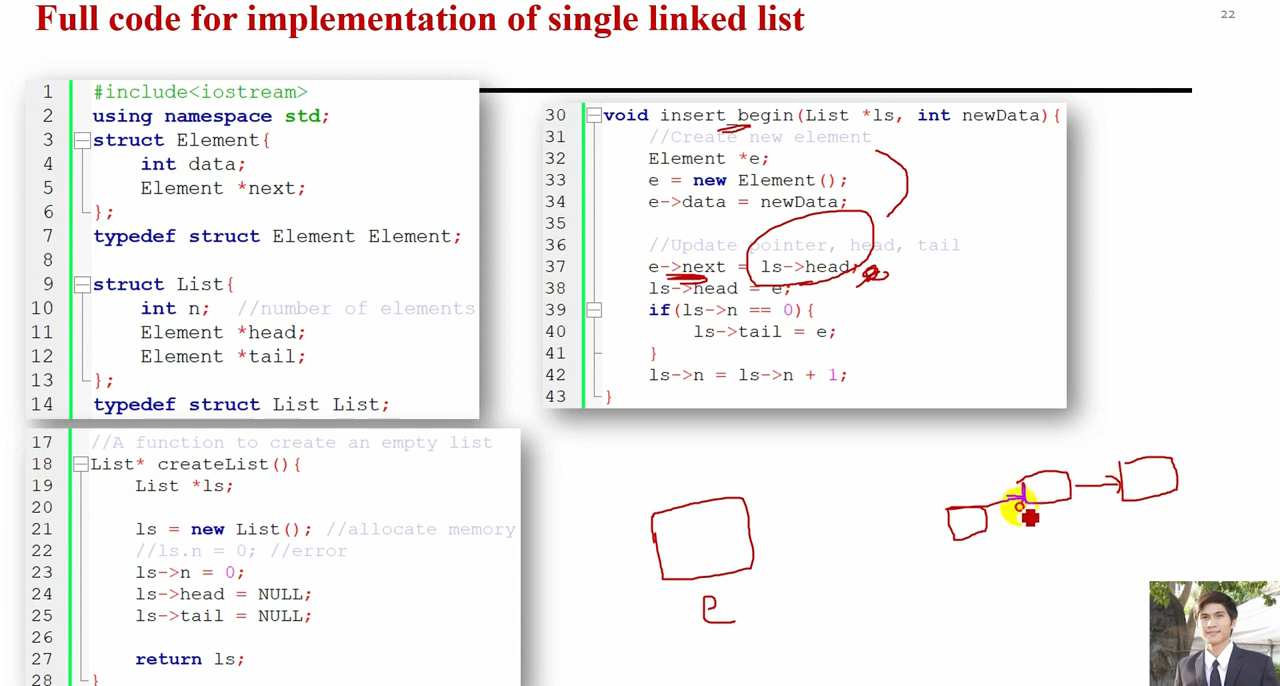 Full code for implementation of single linked list
22
1 #include<iostream>
2 using namespace std;
3 struct Element{
4 int data;
5 Element *next;
6 };
7 typedef struct Element Element;
8
9 struct List{
10 int n; //number of elements
11 Element *head;
12 Element *tail;
13 };
14 typedef struct List List;
17 //A function to create an empty list
18 List* createList(){
19 List *ls;
20
21 ls = new List(); //allocate memory
22 //ls.n = 0; //error
23 ls->n = 0;
24 ls->head = NULL;
25 ls->tail = NULL;
26
27 return ls;
28 }
30 void insert_begin(List *ls, int newData){
31 //Create new element
32 Element *e;
33 e = new Element();
34 e->data = newData;
35
36 //Update pointer, head, tail
37 e->next = ls->head;
38 ls->head = e;
39 if(ls->n == 0){
40 ls->tail = e;
41 }
42 ls->n = ls->n + 1;
43 }
e